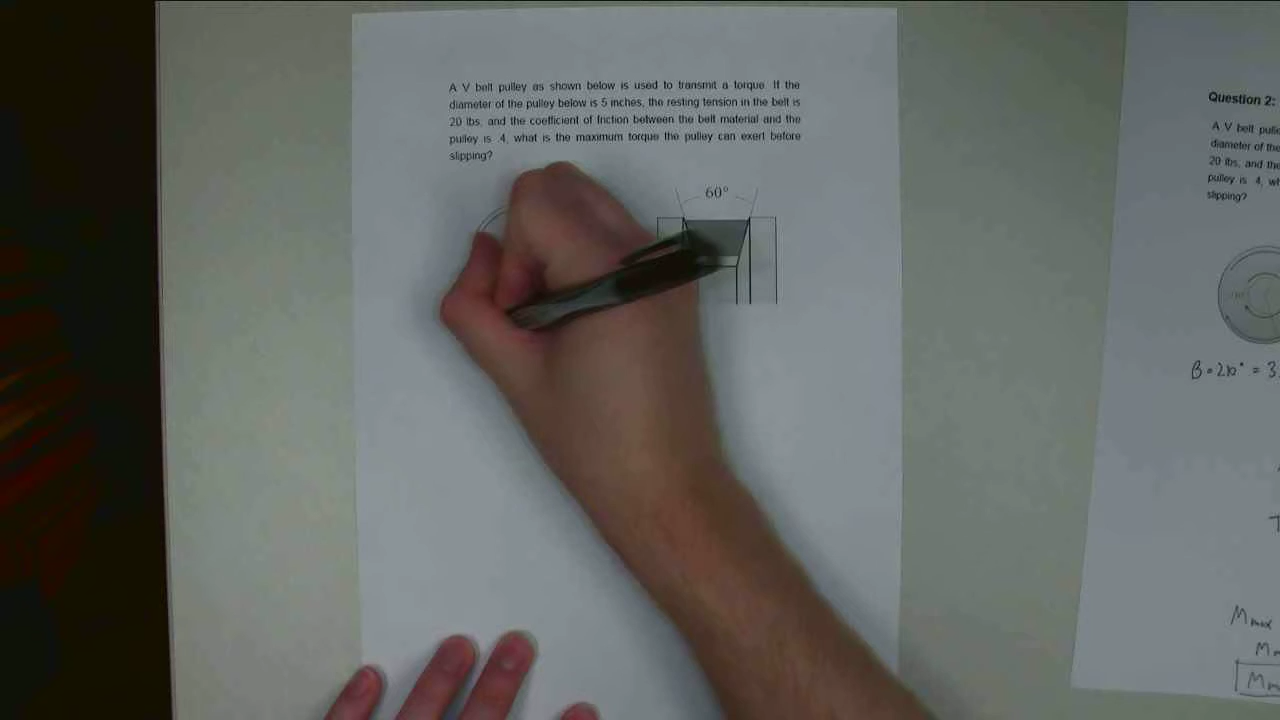 A V belt pulley as shown below is used to transmit a torque. If the
diameter of the pulley below is 5 inches, the resting tension in the belt is
20 lbs, and the coefficient of friction between the belt material and the
pulley is .4, what is the maximum torque the pulley can exert before
slipping?
60°
Question 2:
A V belt
diameter of the
20 lbs, and the
pulley is .4,
slipping?
β = 210° = 3.
T
Mmax